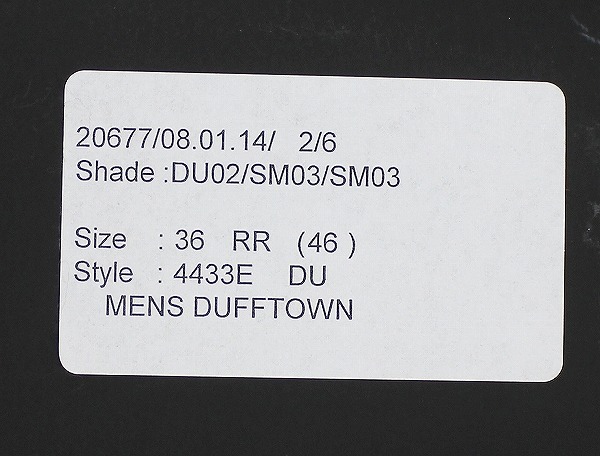 20677/08.01.14/ 2/6
Shade :DU02/SM03/SM03
Size : 36 RR (46 )
Style : 4433E DU
MENS DUFFTOWN